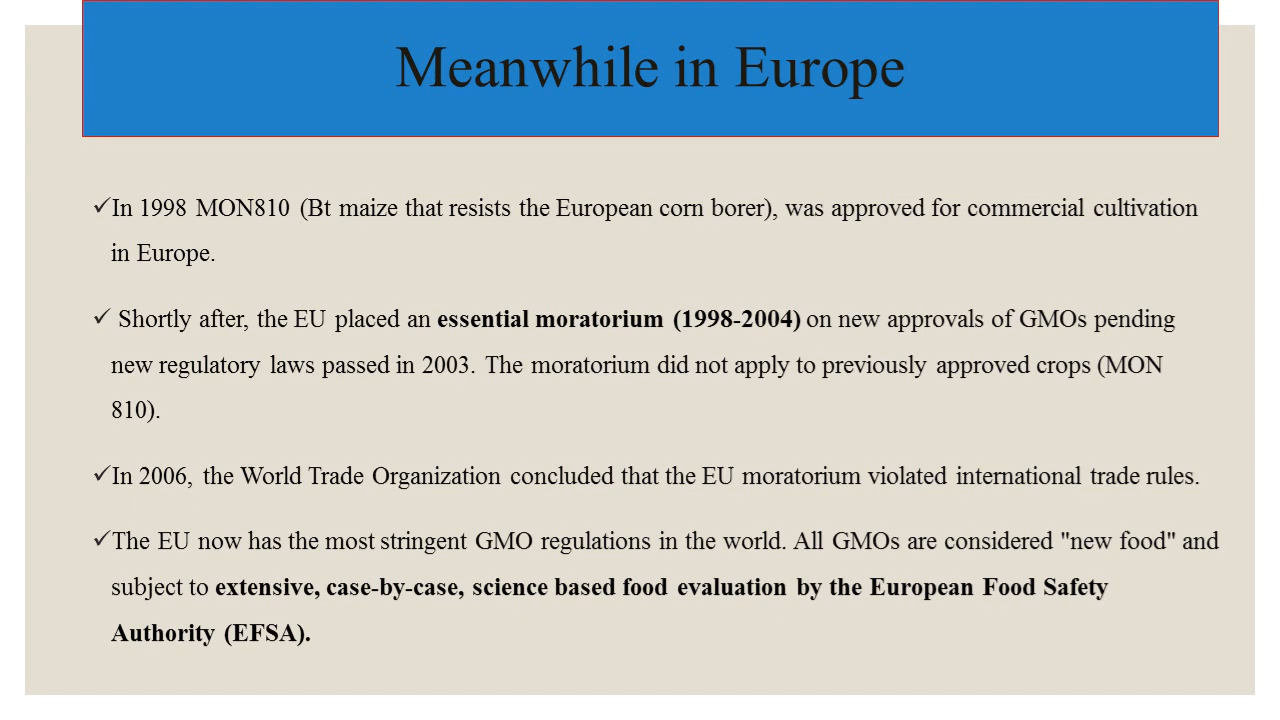 Meanwhile in Europe
✓In 1998 MON810 (Bt maize that resists the European corn borer), was approved for commercial cultivation
in Europe.
✓ Shortly after, the EU placed an essential moratorium (1998-2004) on new approvals of GMOs pending
new regulatory laws passed in 2003. The moratorium did not apply to previously approved crops (MON
810).
✓In 2006, the World Trade Organization concluded that the EU moratorium violated international trade rules.
✓The EU now has the most stringent GMO regulations in the world. All GMOs are considered "new food" and
subject to extensive, case-by-case, science based food evaluation by the European Food Safety
Authority (EFSA).